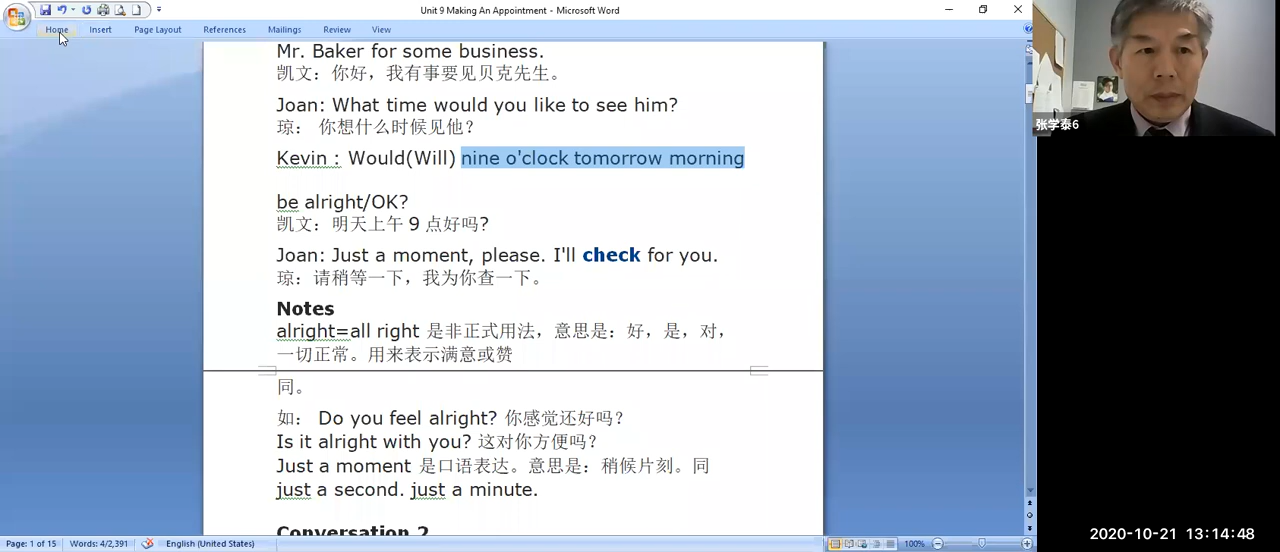 Unit 9 Making An Appointment - Microsoft Word
Home Insert Page Layout References Mailings Review View
Mr. Baker for some business.
凯文：你好，我有事要见贝克先生。
Joan: What time would you like to see him?
琼： 你想什么时候见他？
Kevin : Would(Will) nine o'clock tomorrow morning
be alright/OK?
凯文：明天上午 9 点好吗?
Joan: Just a moment, please. I'll check for you.
琼：请稍等一下，我为你查一下。
Notes
alright=all right 是非正式用法，意思是：好，是，对，
一切正常。用来表示满意或赞
同。
如： Do you feel alright? 你感觉还好吗？
Is it alright with you? 这对你方便吗？
Just a moment 是口语表达。意思是：稍候片刻。同
just a second. just a minute.
Conversation 2
Page: 1 of 15 Words: 4/2,391 English (United States) 100%
张学泰6
2020-10-21 13:14:48